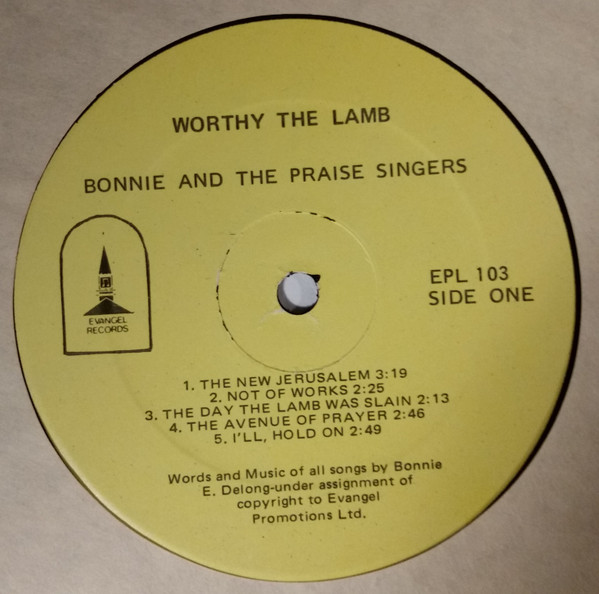 WORTHY THE LAMB
BONNIE AND THE PRAISE SINGERS
EVANGEL
RECORDS
EPL 103
SIDE ONE
1. THE NEW JERUSALEM 3:19
2. NOT OF WORKS 2:25
3. THE DAY THE LAMB WAS SLAIN 2:13
4. THE AVENUE OF PRAYER 2:46
5. I'LL, HOLD ON 2:49
Words and Music of all songs by Bonnie
E. Delong-under assignment of
copyright to Evangel
Promotions Ltd.